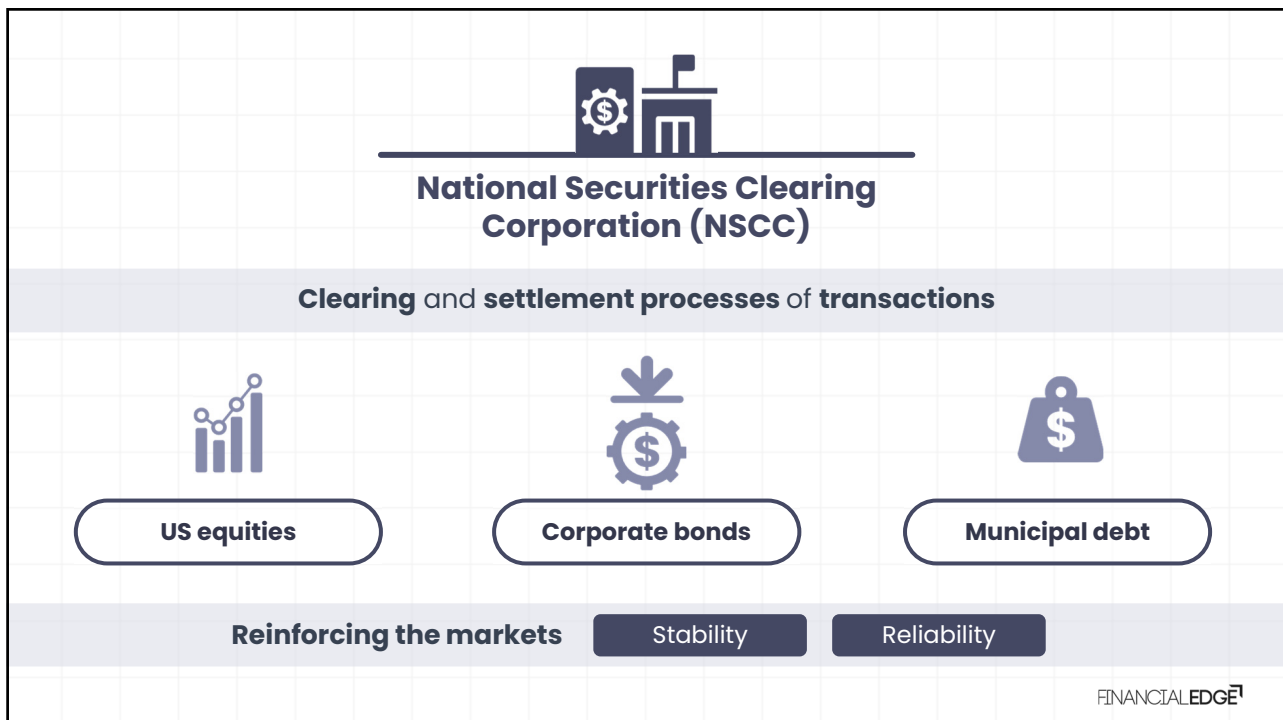 National Securities Clearing
Corporation (NSCC)
Clearing and settlement processes of transactions
US equities
Corporate bonds
Municipal debt
Reinforcing the markets
Stability
Reliability
FINANCIALEDGE